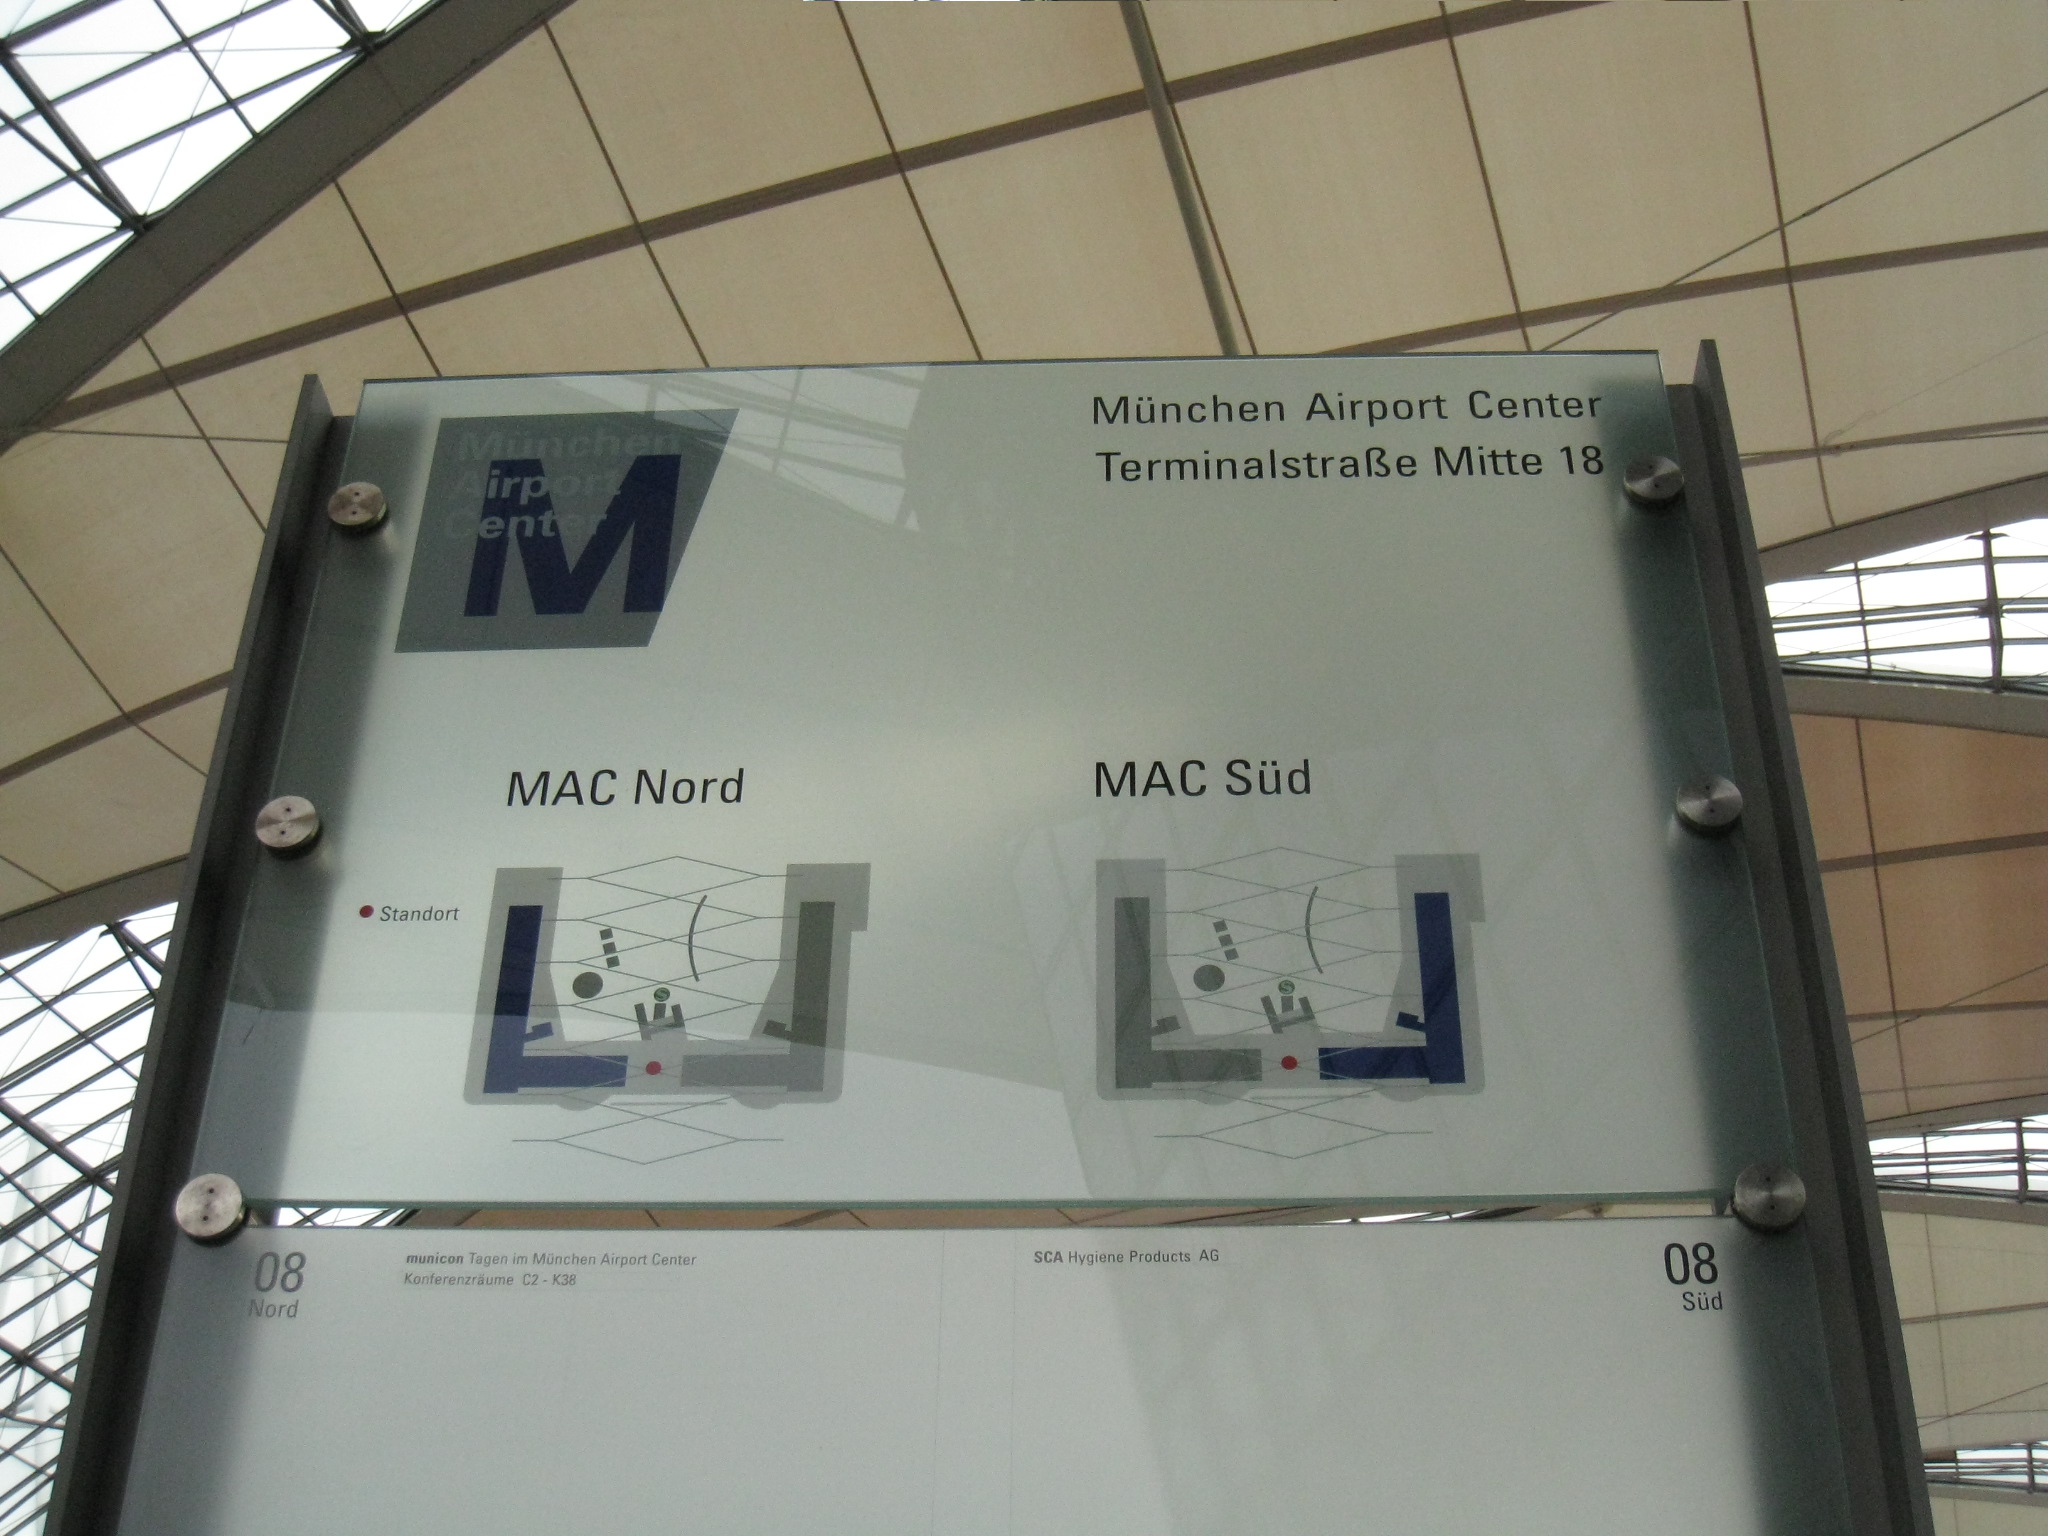 München
Airport
Center
M
München Airport Center
Terminalstraße Mitte 18
MAC Nord
MAC Süd
Standort
S
S
08
Nord
municon Tagen im München Airport Center
Konferenzräume C2 - K38
SCA Hygiene Products AG
08
Süd